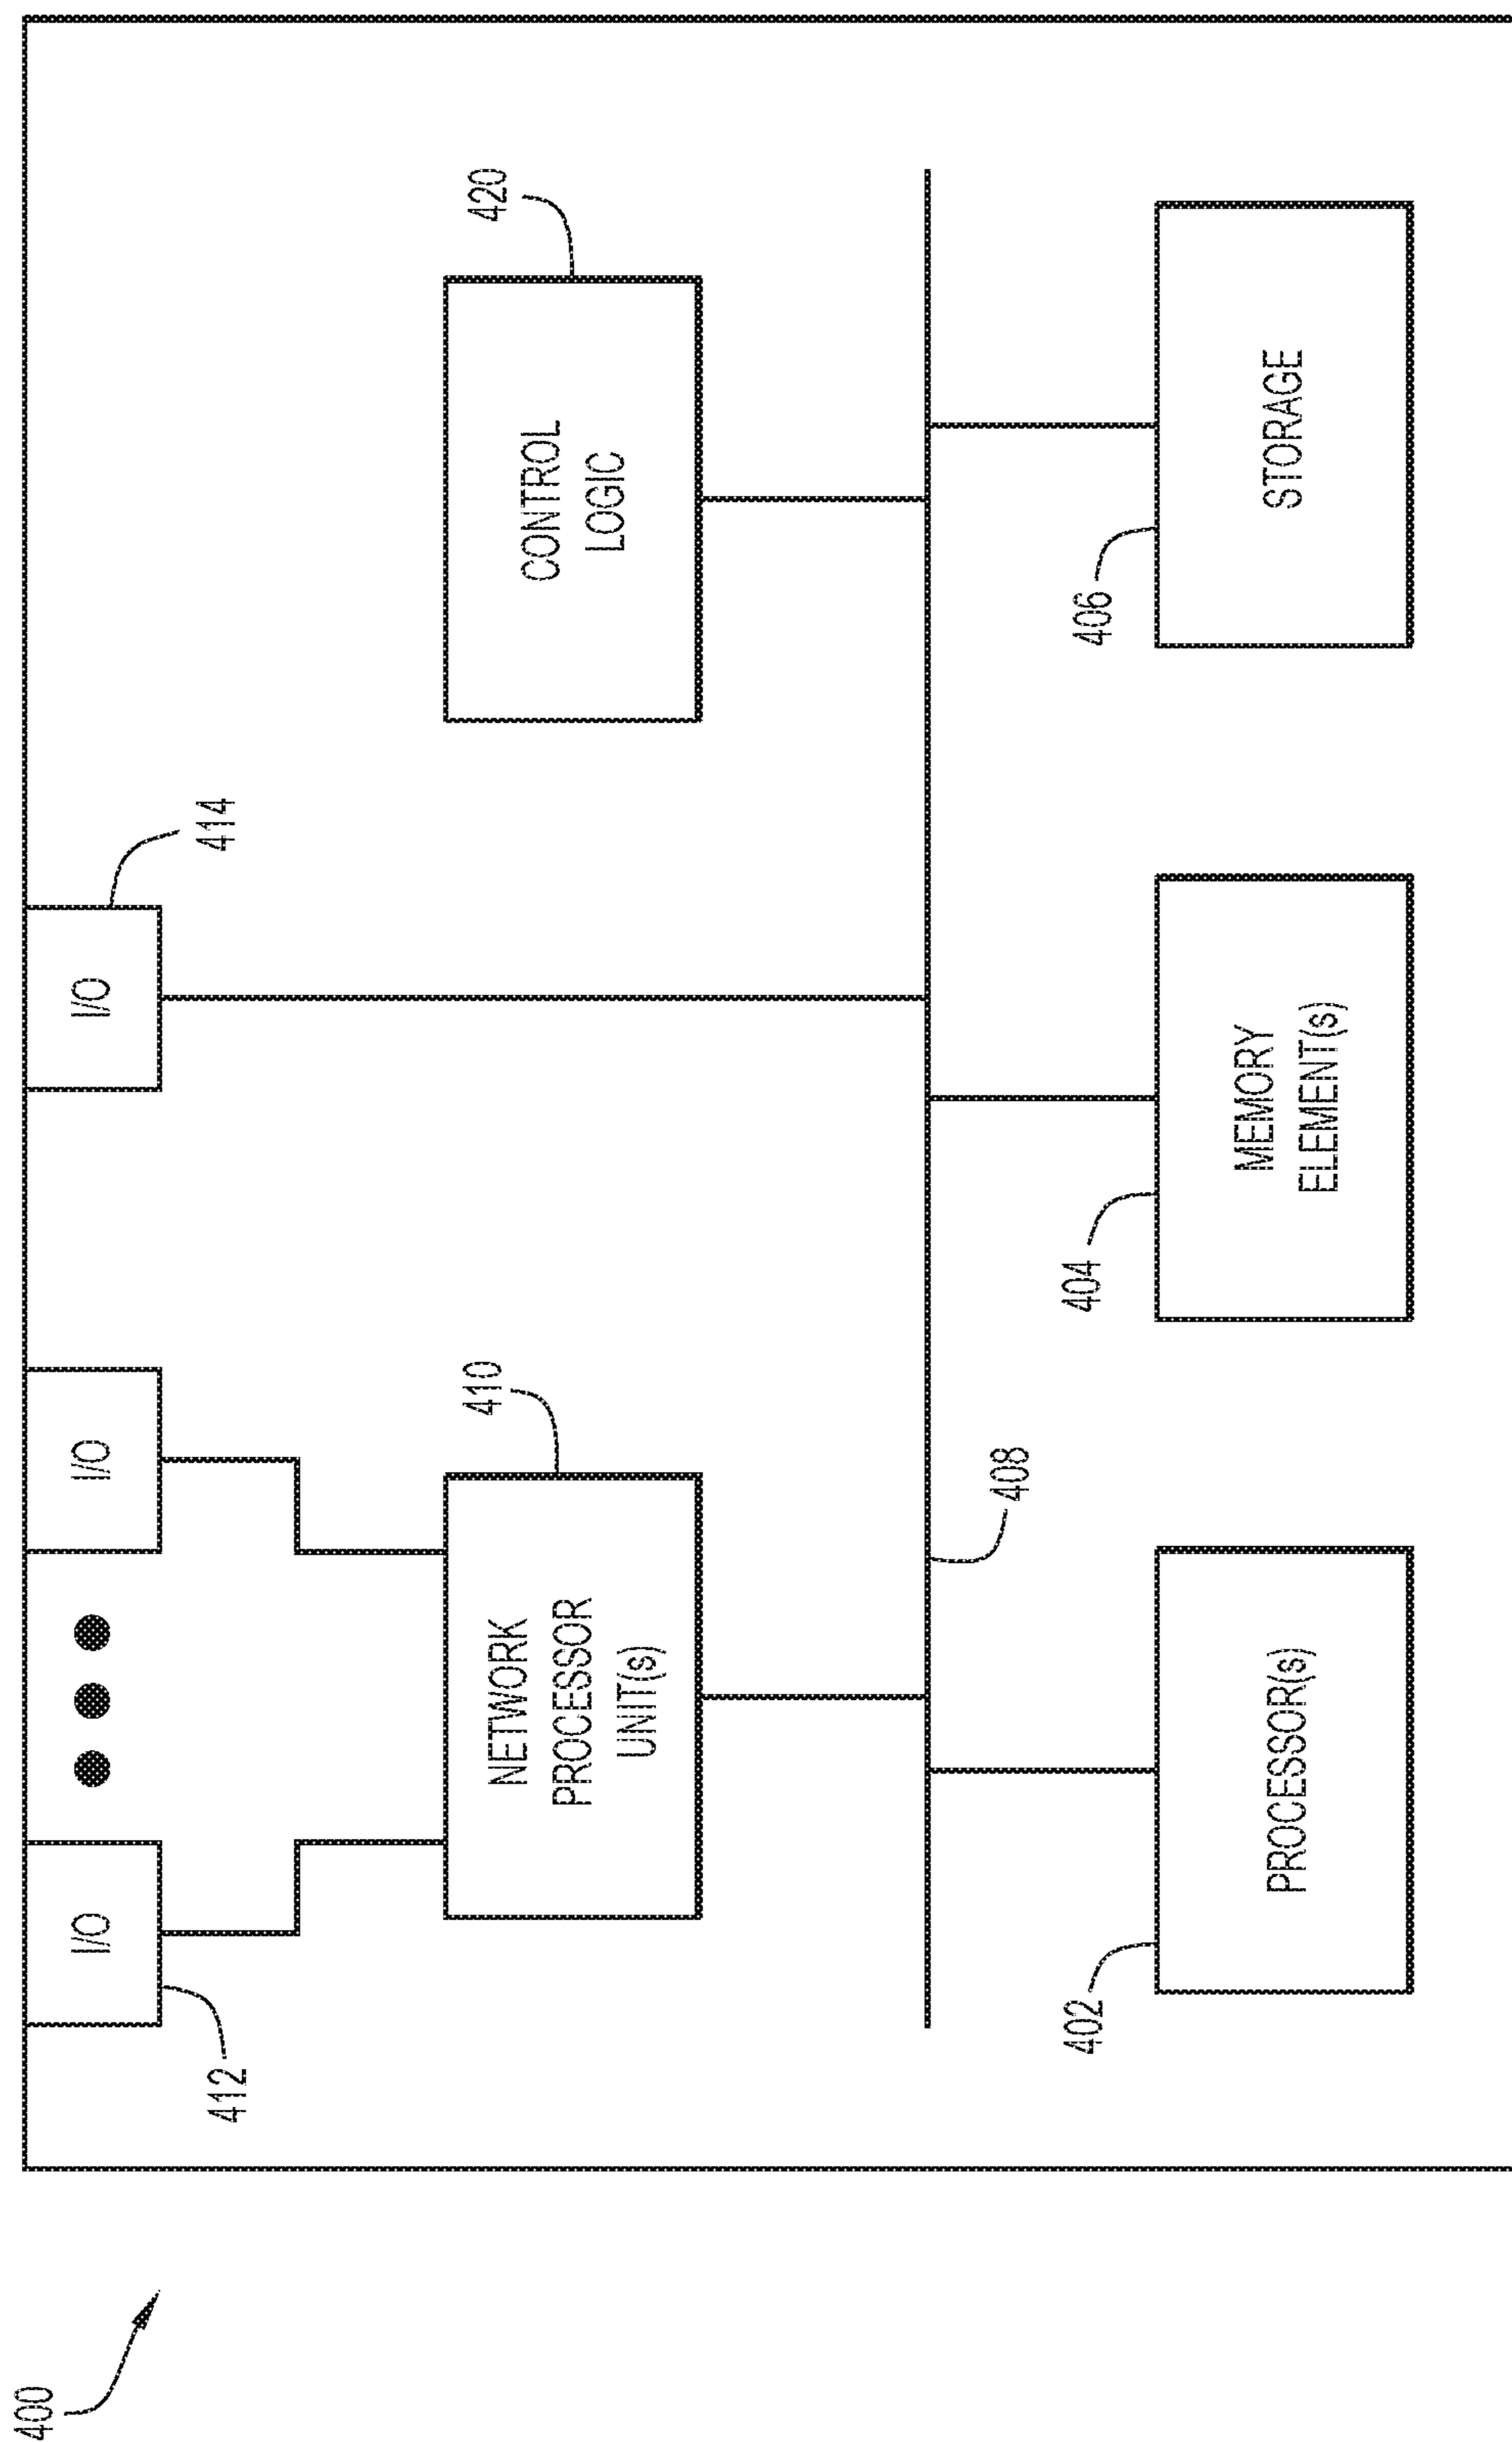 400
I/O
I/O
I/O
412
414
NETWORK
PROCESSOR
UNIT(s)
410
CONTROL
LOGIC
420
408
402
PROCESSOR(s)
404
MEMORY
ELEMENT(s)
406
STORAGE